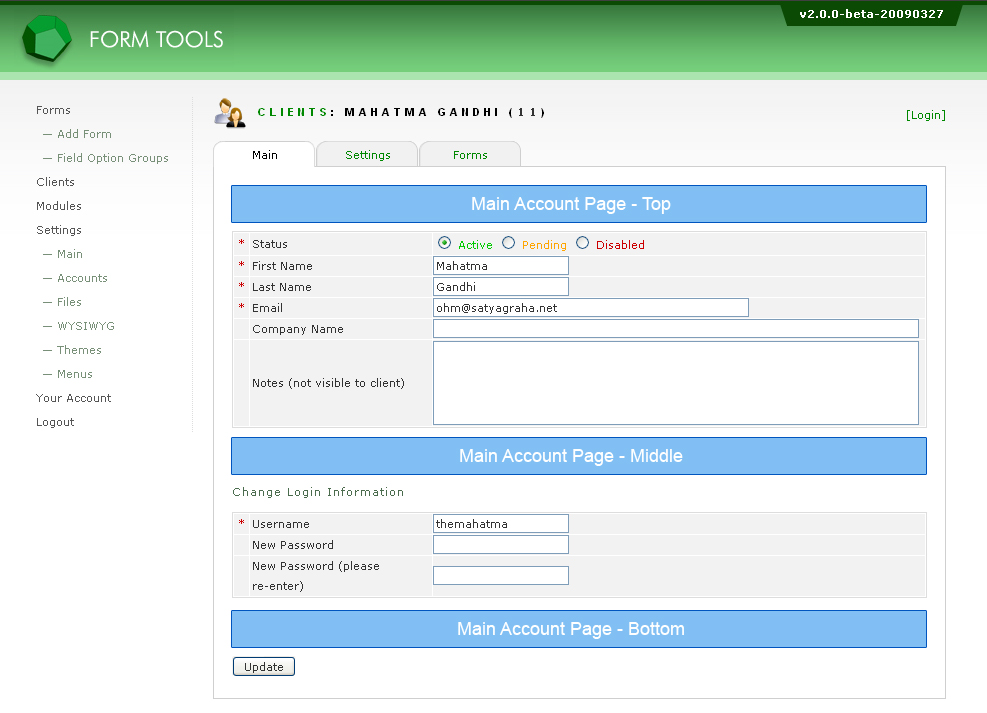 v2.0.0-beta-20090327
FORM TOOLS
Forms
— Add Form
— Field Option Groups
Clients
Modules
Settings
— Main
— Accounts
— Files
— WYSIWYG
— Themes
— Menus
Your Account
Logout
CLIENTS: MAHATMA GANDHI (11)
[Login]
Main Settings Forms
Main Account Page - Top
* Status Active Pending Disabled
* First Name Mahatma
* Last Name Gandhi
* Email ohm@satyagraha.net
Company Name
Notes (not visible to client)
Main Account Page - Middle
Change Login Information
* Username themahatma
New Password
New Password (please
re-enter)
Main Account Page - Bottom
Update